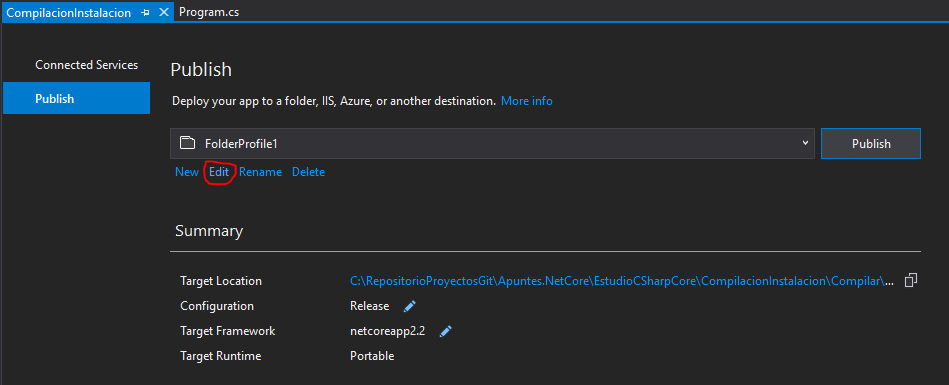 CompilacionInstalacion Program.cs
Connected Services
Publish
Publish
Deploy your app to a folder, IIS, Azure, or another destination. More info
FolderProfile1 Publish
New Edit Rename Delete
Summary
Target Location C:\RepositorioProyectosGit\Apuntes.NetCore\EstudioCSharpCore\CompilacionInstalacion\Compilar\...
Configuration Release
Target Framework netcoreapp2.2
Target Runtime Portable